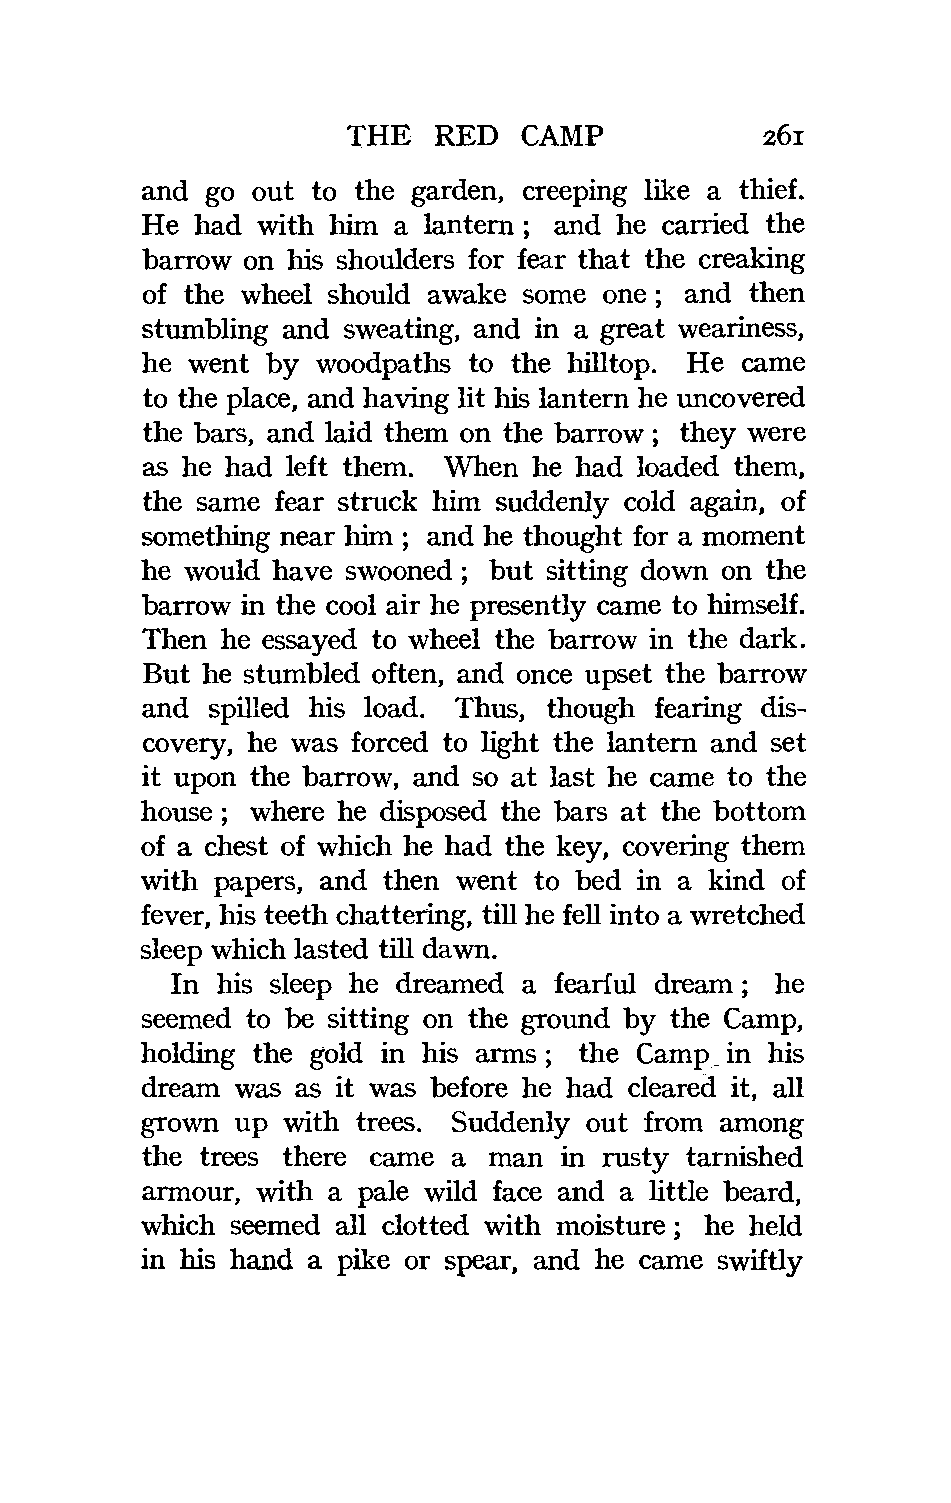 THE RED CAMP 261
and go out to the garden, creeping like a thief.
He had with him a lantern ; and he carried the
barrow on his shoulders for fear that the creaking
of the wheel should awake some one ; and then
stumbling and sweating, and in a great weariness,
he went by woodpaths to the hilltop. He came
to the place, and having lit his lantern he uncovered
the bars, and laid them on the barrow ; they were
as he had left them. When he had loaded them,
the same fear struck him suddenly cold again, of
something near him ; and he thought for a moment
he would have swooned ; but sitting down on the
barrow in the cool air he presently came to himself.
Then he essayed to wheel the barrow in the dark.
But he stumbled often, and once upset the barrow
and spilled his load. Thus, though fearing dis-
covery, he was forced to light the lantern and set
it upon the barrow, and so at last he came to the
house ; where he disposed the bars at the bottom
of a chest of which he had the key, covering them
with papers, and then went to bed in a kind of
fever, his teeth chattering, till he fell into a wretched
sleep which lasted till dawn.
In his sleep he dreamed a fearful dream ; he
seemed to be sitting on the ground by the Camp,
holding the gold in his arms ; the Camp in his
dream was as it was before he had cleared it, all
grown up with trees. Suddenly out from among
the trees there came a man in rusty tarnished
armour, with a pale wild face and a little beard,
which seemed all clotted with moisture ; he held
in his hand a pike or spear, and he came swiftly